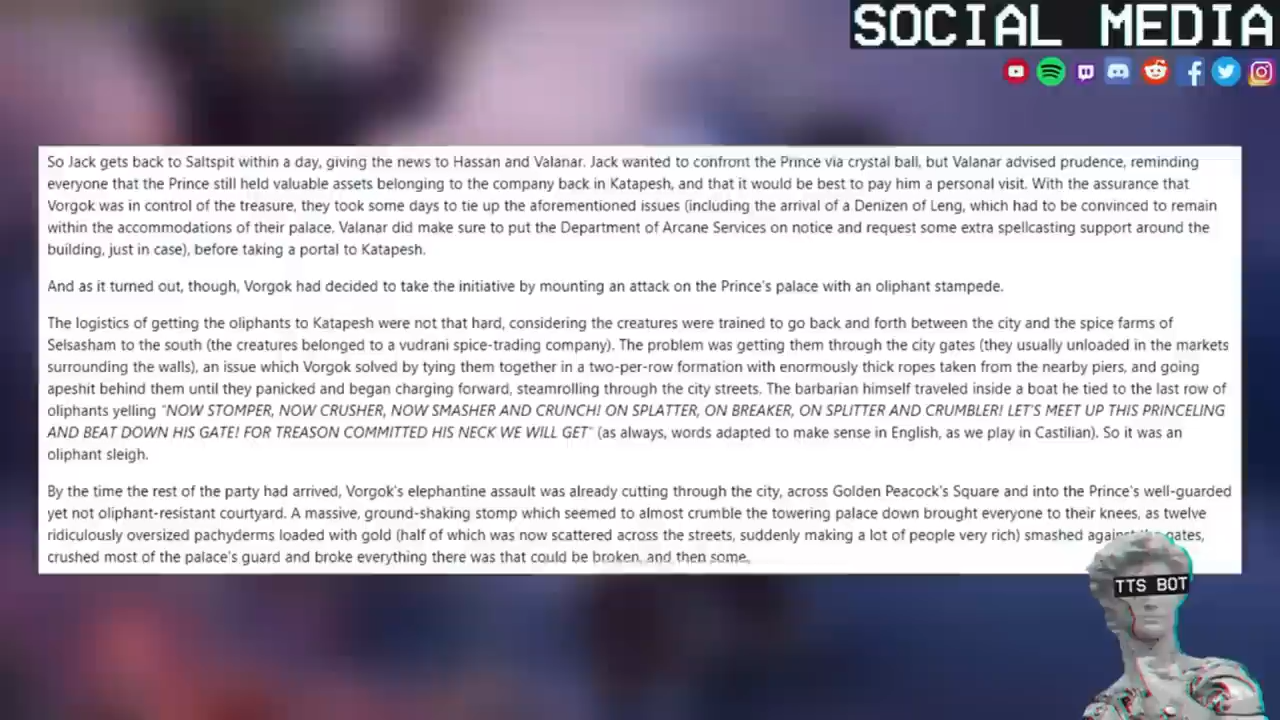 SOCIAL MEDIA
So Jack gets back to Saltspit within a day, giving the news to Hassan and Valanar. Jack wanted to confront the Prince via crystal ball, but Valanar advised prudence, reminding
everyone that the Prince still held valuable assets belonging to the company back in Katapesh, and that it would be best to pay him a personal visit. With the assurance that
Vorgok was in control of the treasure, they took some days to tie up the aforementioned issues (including the arrival of a Denizen of Leng, which had to be convinced to remain
within the accommodations of their palace. Valanar did make sure to put the Department of Arcane Services on notice and request some extra spellcasting support around the
building, just in case), before taking a portal to Katapesh.
And as it turned out, though, Vorgok had decided to take the initiative by mounting an attack on the Prince's palace with an oliphant stampede.
The logistics of getting the oliphants to Katapesh were not that hard, considering the creatures were trained to go back and forth between the city and the spice farms of
Selsasham to the south (the creatures belonged to a vudrani spice-trading company). The problem was getting them through the city gates (they usually unloaded in the markets
surrounding the walls), an issue which Vorgok solved by tying them together in a two-per-row formation with enormously thick ropes taken from the nearby piers, and going
apeshit behind them until they panicked and began charging forward, steamrolling through the city streets. The barbarian himself traveled inside a boat he tied to the last row of
oliphants yelling "NOW STOMPER, NOW CRUSHER, NOW SMASHER AND CRUNCH! ON SPLATTER, ON BREAKER, ON SPLITTER AND CRUMBLER! LET'S MEET UP THIS PRINCELING
AND BEAT DOWN HIS GATE! FOR TREASON COMMITTED HIS NECK WE WILL GET" (as always, words adapted to make sense in English, as we play in Castilian). So it was an
oliphant sleigh.
By the time the rest of the party had arrived, Vorgok's elephantine assault was already cutting through the city, across Golden Peacock's Square and into the Prince's well-guarded
yet not oliphant-resistant courtyard. A massive, ground-shaking stomp which seemed to almost crumble the towering palace down brought everyone to their knees, as twelve
ridiculously oversized pachyderms loaded with gold (half of which was now scattered across the streets, suddenly making a lot of people very rich) smashed against the gates,
crushed most of the palace's guard and broke everything there was that could be broken, and then some.
TTS BOT